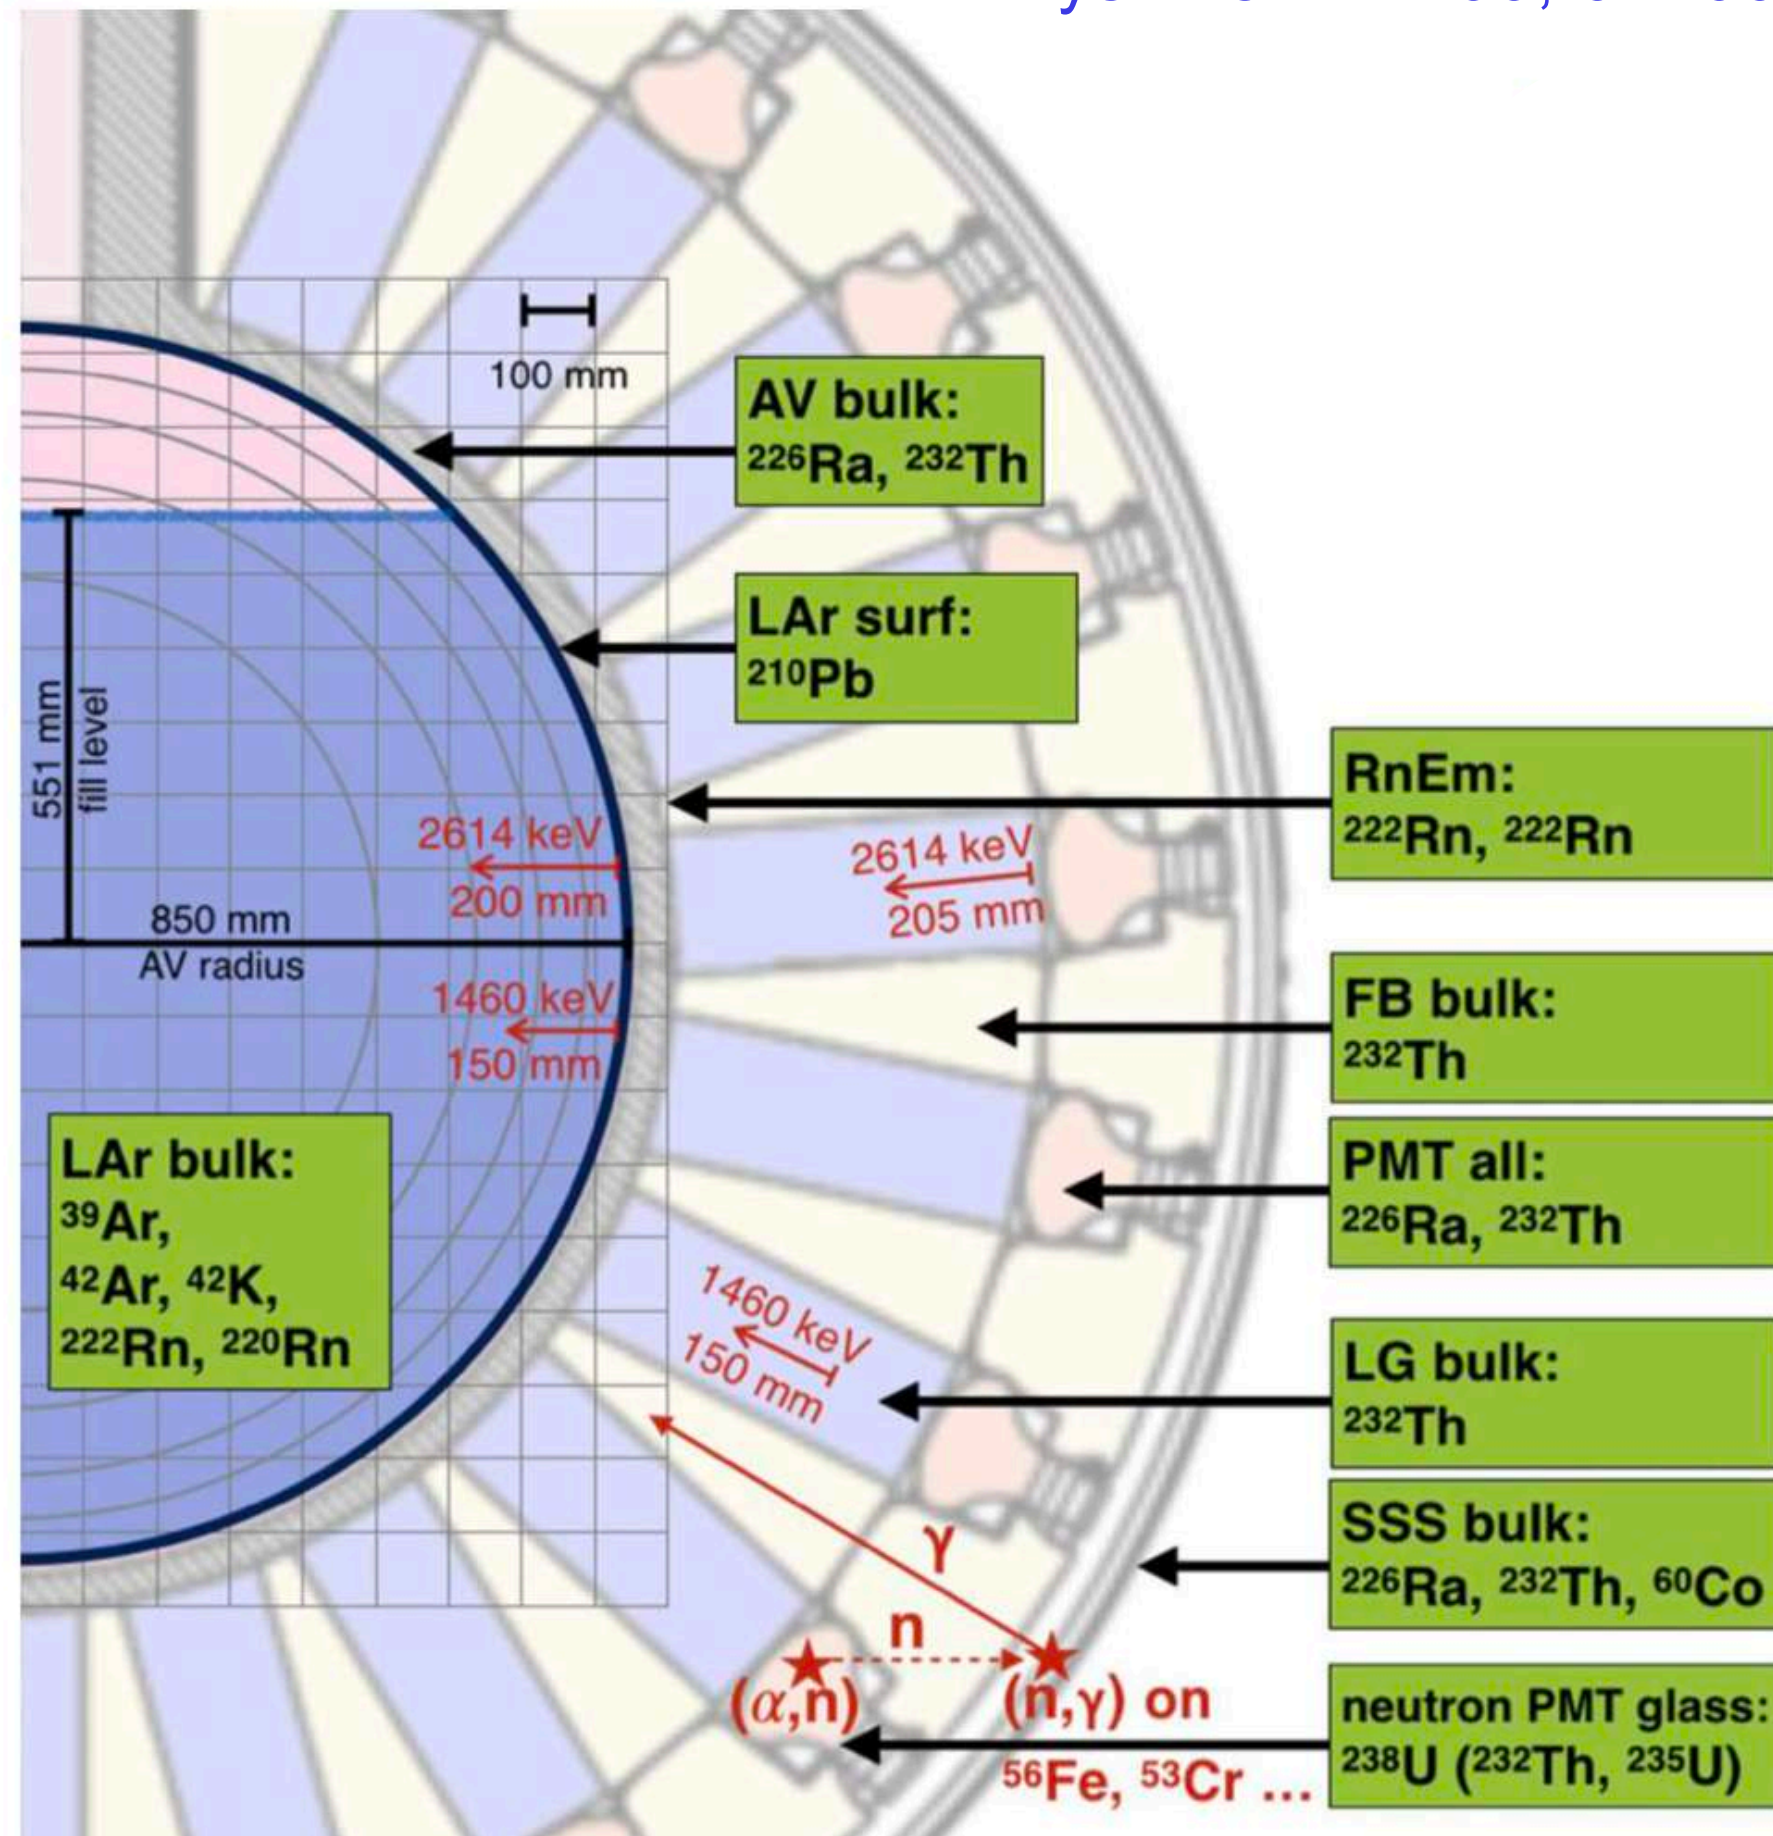 100 mm
AV bulk:
²²⁶Ra, ²³²Th
LAr surf:
²¹⁰Pb
551 mm
fill level
RnEm:
²²²Rn, ²²²Rn
2614 keV
200 mm
2614 keV
205 mm
850 mm
AV radius
1460 keV
150 mm
FB bulk:
²³²Th
LAr bulk:
³⁹Ar,
⁴²Ar, ⁴²K,
²²²Rn, ²²⁰Rn
PMT all:
²²⁶Ra, ²³²Th
1460 keV
150 mm
LG bulk:
²³²Th
SSS bulk:
²²⁶Ra, ²³²Th, ⁶⁰Co
γ
n
(α,n)
(n,γ) on
⁵⁶Fe, ⁵³Cr ...
neutron PMT glass:
²³⁸U (²³²Th, ²³⁵U)